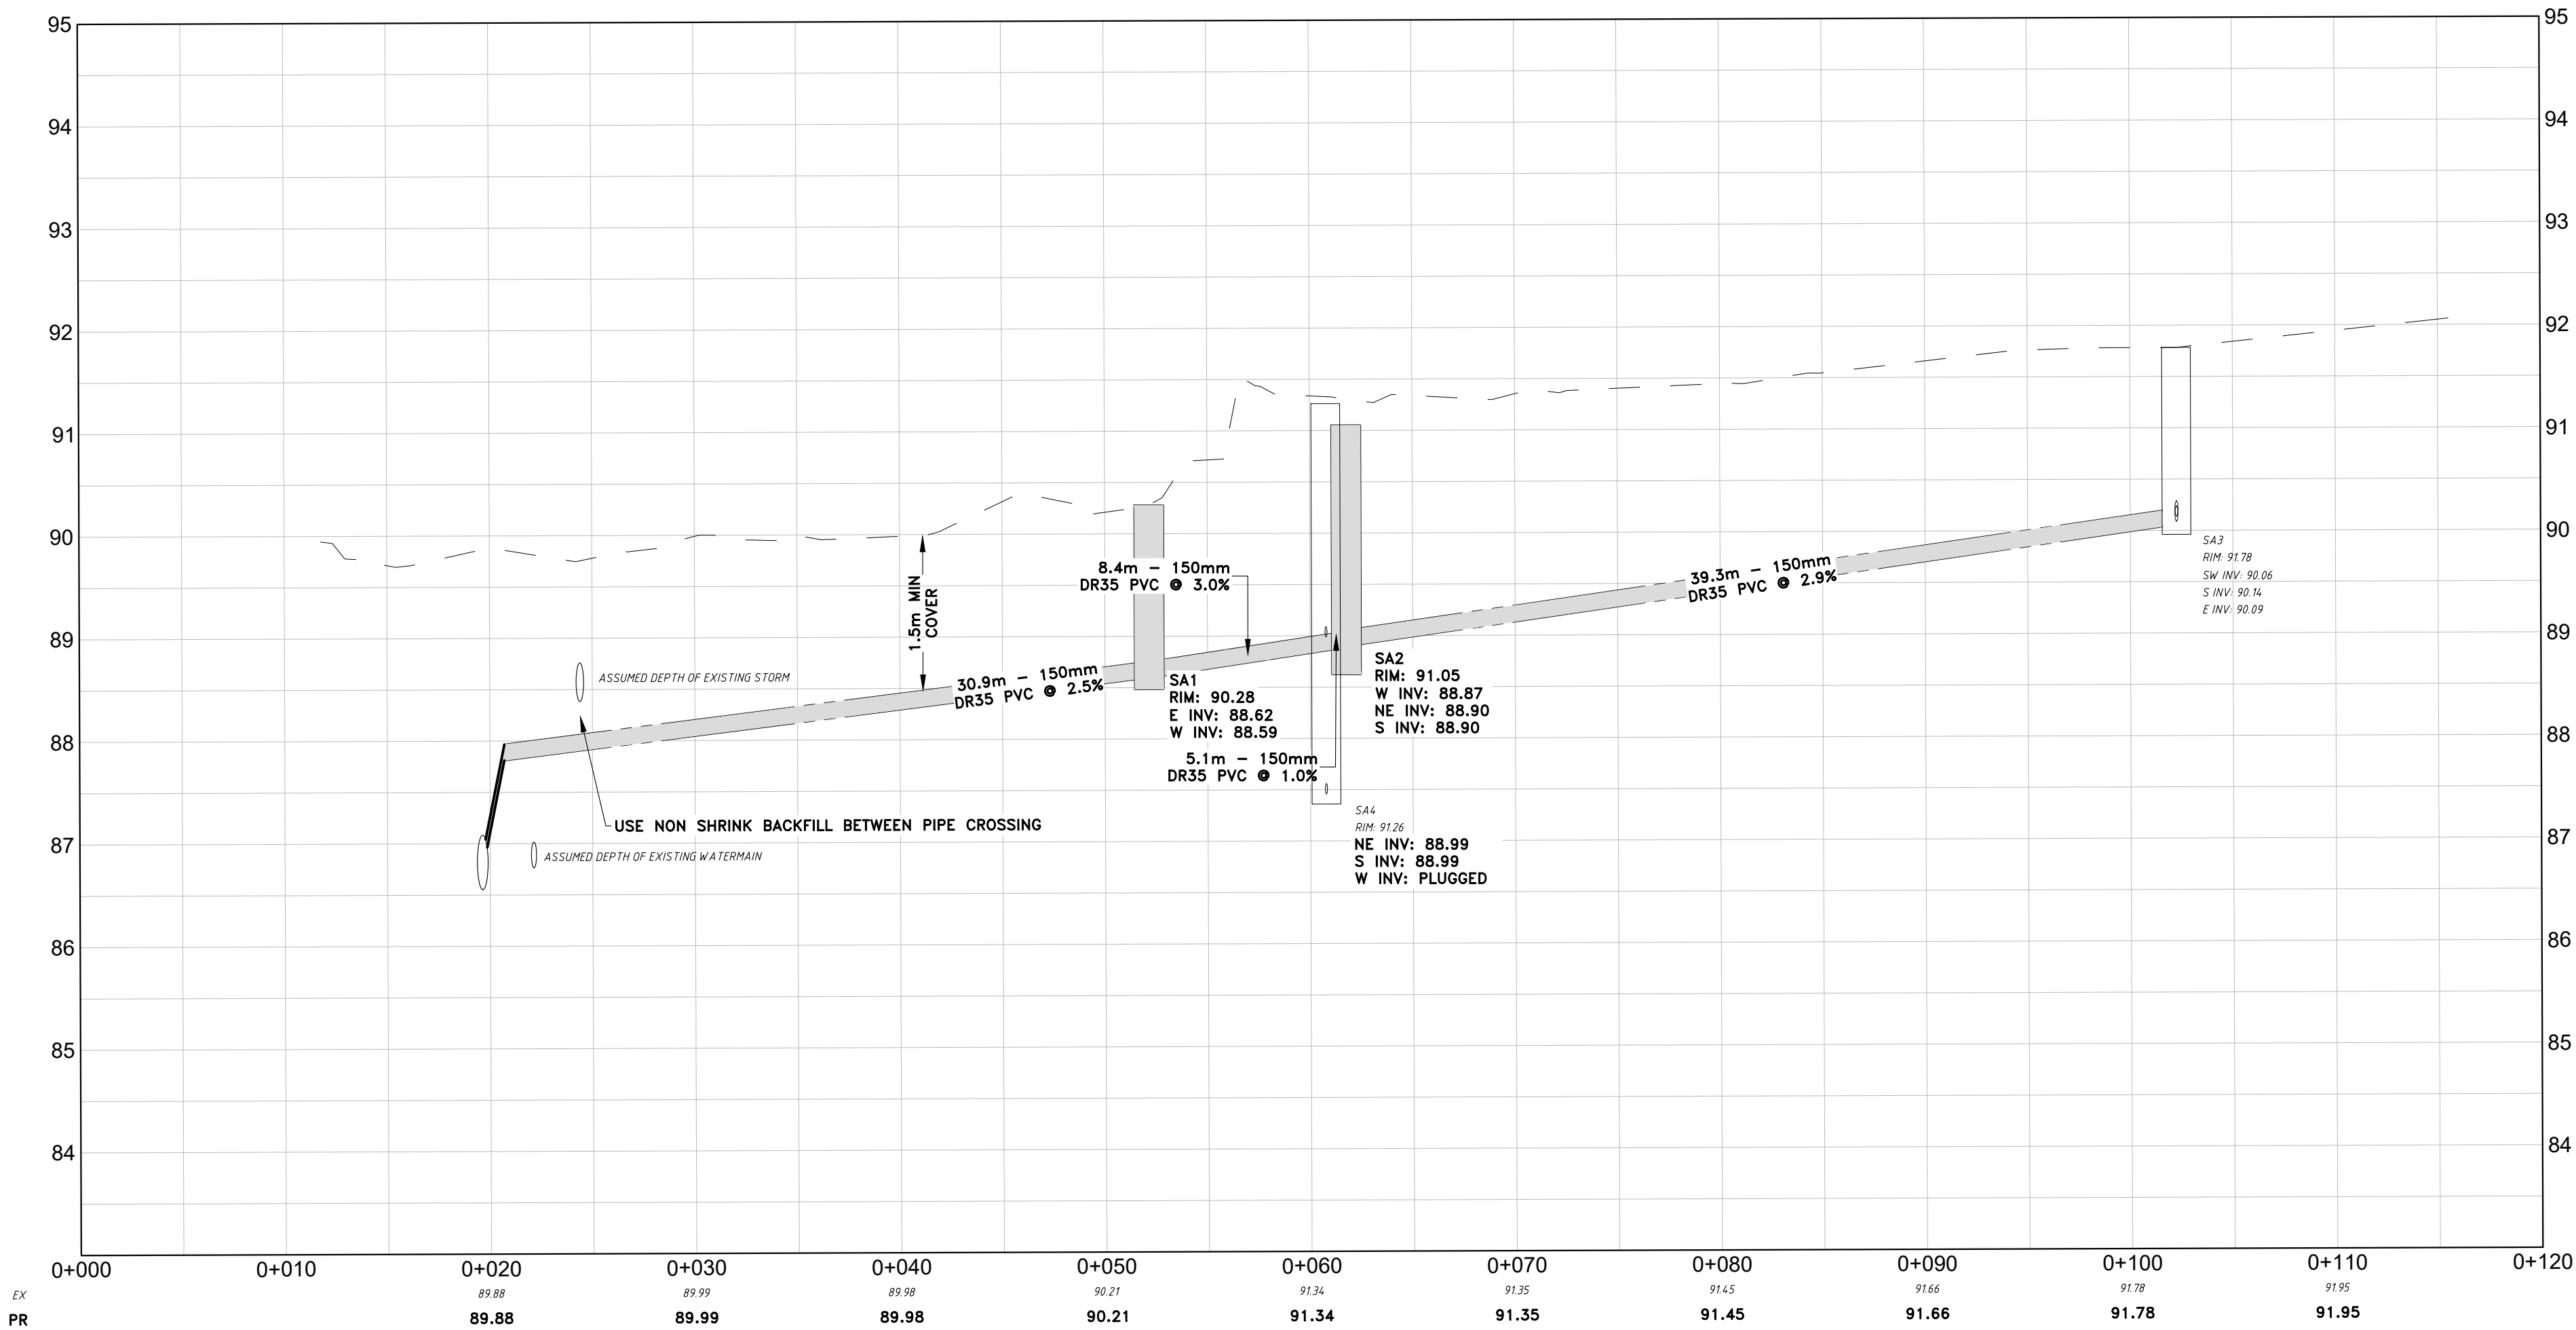 95
95
94
94
93
93
92
92
91
91
90
90
89
89
88
88
87
87
86
86
85
85
84
84
8.4m – 150mm
DR35 PVC @ 3.0%
39.3m – 150mm
DR35 PVC @ 2.9%
SA3
RIM: 91.78
SW INV: 90.06
S INV: 90.14
E INV: 90.09
1.5m MIN
COVER
ASSUMED DEPTH OF EXISTING STORM
30.9m – 150mm
DR35 PVC @ 2.5%
SA1
RIM: 90.28
E INV: 88.62
W INV: 88.59
SA2
RIM: 91.05
W INV: 88.87
NE INV: 88.90
S INV: 88.90
5.1m – 150mm
DR35 PVC @ 1.0%
USE NON SHRINK BACKFILL BETWEEN PIPE CROSSING
ASSUMED DEPTH OF EXISTING WATERMAIN
SA4
RIM: 91.26
NE INV: 88.99
S INV: 88.99
W INV: PLUGGED
0+000 0+010 0+020 0+030 0+040 0+050 0+060 0+070 0+080 0+090 0+100 0+110 0+120
EX 89.88 89.99 89.98 90.21 91.34 91.35 91.45 91.66 91.78 91.95
PR 89.88 89.99 89.98 90.21 91.34 91.35 91.45 91.66 91.78 91.95